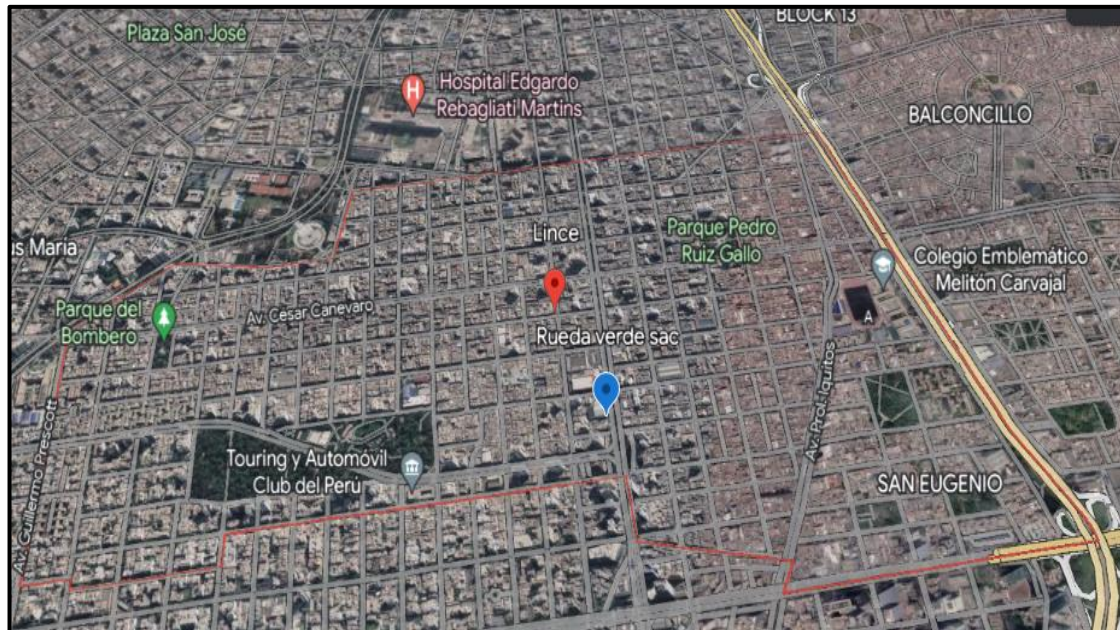 BLOCK 13
Plaza San José
Hospital Edgardo
Rebagliati Martins
H
BALCONCILLO
Lince
Parque Pedro
Ruiz Gallo
us Maria
Colegio Emblemático
Melitón Carvajal
Parque del
Bombero
Av. Cesar Canevaro
A
Rueda verde sac
Av. Prol. Iquitos
Touring y Automóvil
Club del Perú
Av. Guillermo Prescott
SAN EUGENIO